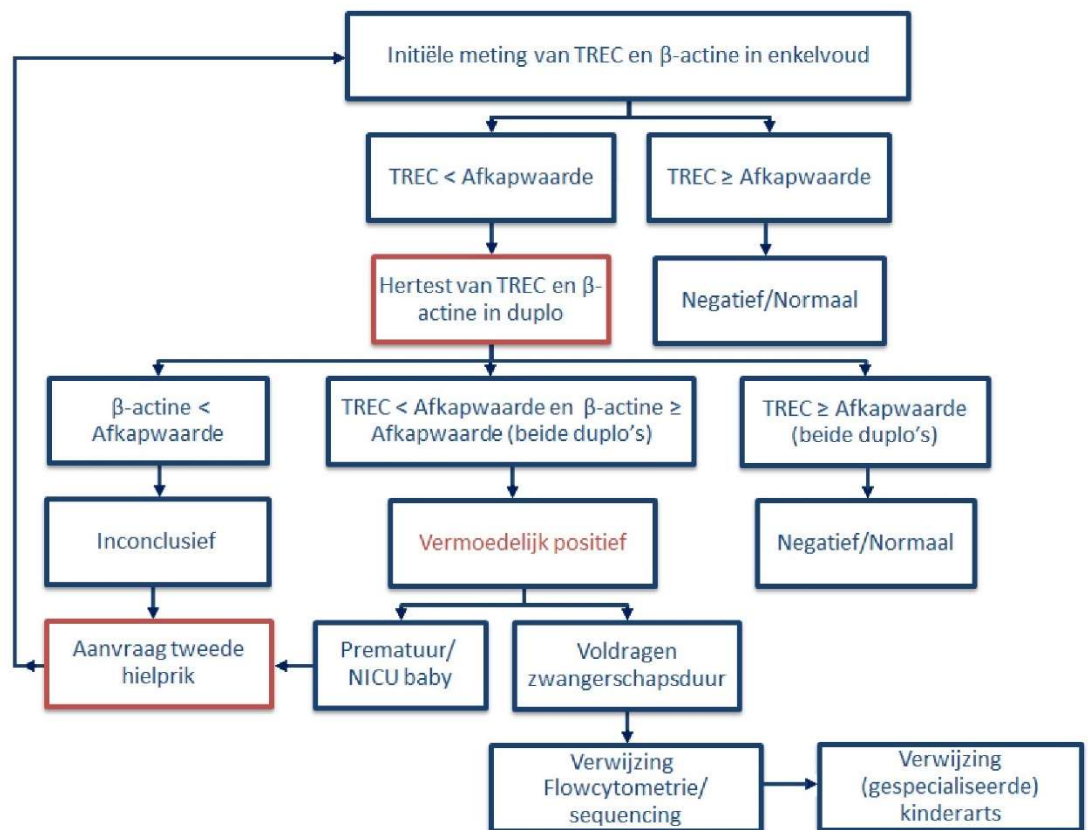 Initiële meting van TREC en β-actine in enkelvoud
TREC < Afkapwaarde
TREC ≥ Afkapwaarde
Hertest van TREC en β-
actine in duplo
Negatief/Normaal
β-actine <
Afkapwaarde
TREC < Afkapwaarde en β-actine ≥
Afkapwaarde (beide duplo's)
TREC ≥ Afkapwaarde
(beide duplo's)
Inconclusief
Vermoedelijk positief
Negatief/Normaal
Aanvraag tweede
hielprik
Prematuur/
NICU baby
Voldragen
zwangerschapsduur
Verwijzing
Flowcytometrie/
sequencing
Verwijzing
(gespecialiseerde)
kinderarts